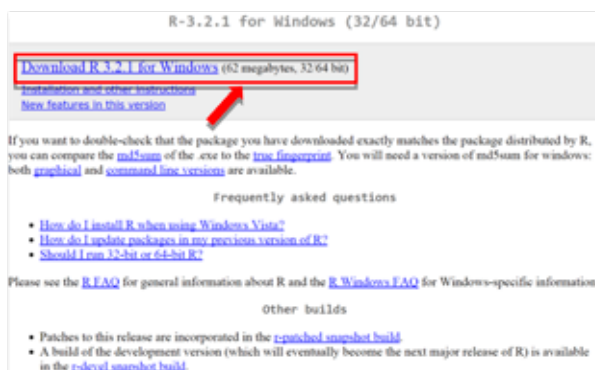 R-3.2.1 for Windows (32/64 bit)
Download R 3.2.1 for Windows (62 megabytes, 32/64 bit)
Installation and other instructions
New features in this version
If you want to double-check that the package you have downloaded exactly matches the package distributed by R,
you can compare the md5sum of the .exe to the true fingerprint. You will need a version of md5sum for windows:
both graphical and command line versions are available.
Frequently asked questions
• How do I install R when using Windows Vista?
• How do I update packages in my previous version of R?
• Should I run 32-bit or 64-bit R?
Please see the R FAQ for general information about R and the R Windows FAQ for Windows-specific information
Other builds
• Patches to this release are incorporated in the r-patched snapshot build.
• A build of the development version (which will eventually become the next major release of R) is available
in the r-devel snapshot build.